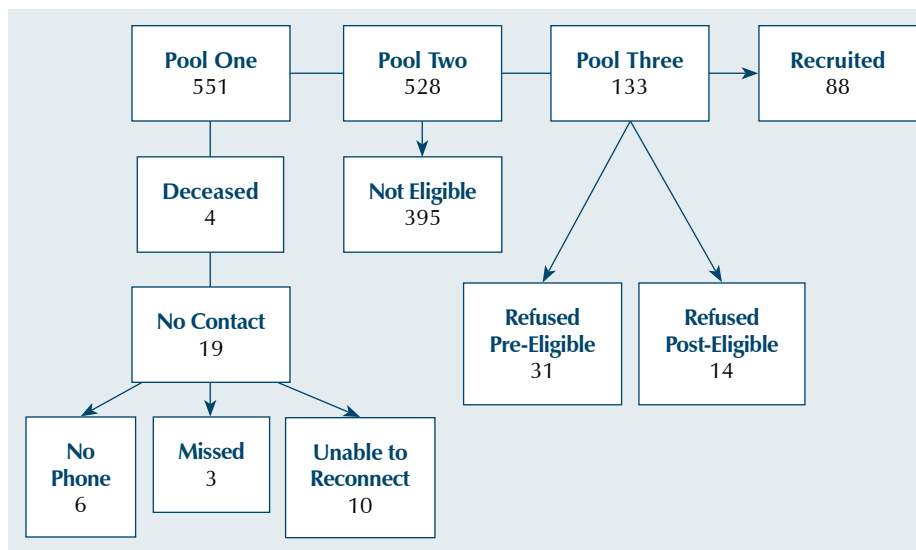 Pool One
551
Pool Two
528
Pool Three
133
Recruited
88
Deceased
4
Not Eligible
395
No Contact
19
Refused
Pre-Eligible
31
Refused
Post-Eligible
14
No
Phone
6
Missed
3
Unable to
Reconnect
10